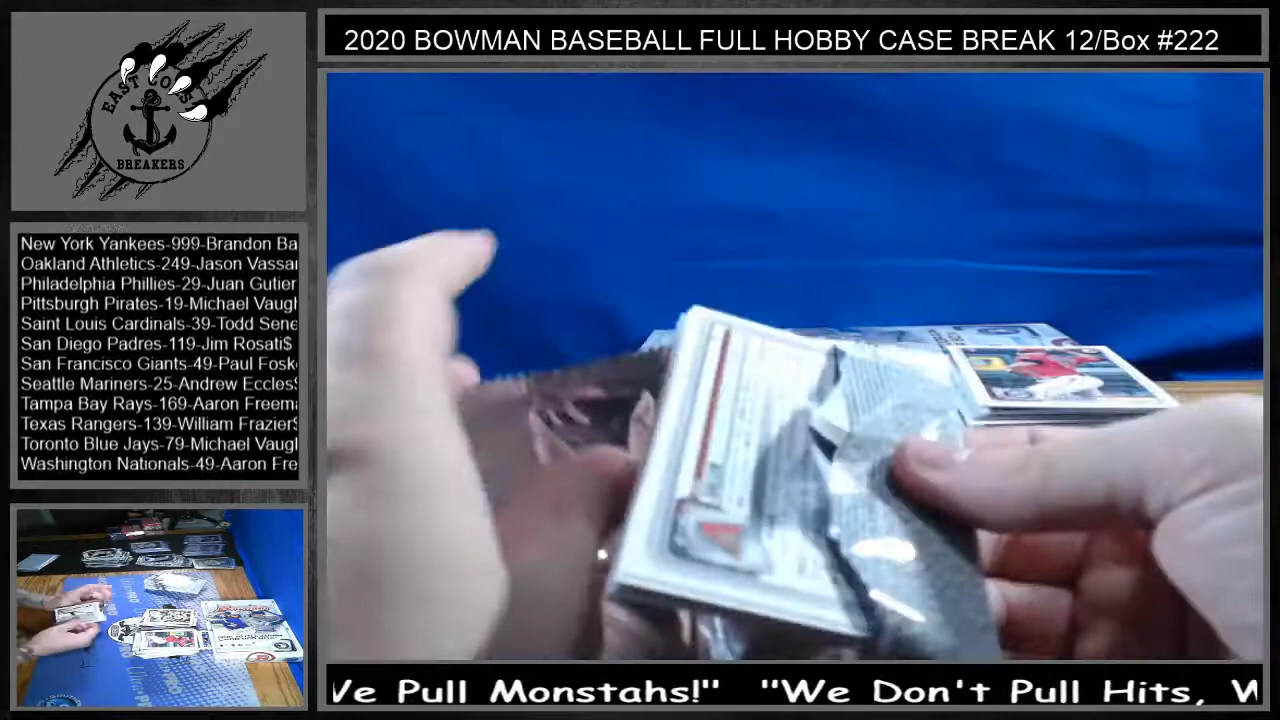 2020 BOWMAN BASEBALL FULL HOBBY CASE BREAK 12/Box #222
EAST COAST
BREAKERS
New York Yankees-999-Brandon Ba
Oakland Athletics-249-Jason Vassar
Philadelphia Phillies-29-Juan Gutier
Pittsburgh Pirates-19-Michael Vaugh
Saint Louis Cardinals-39-Todd Sene
San Diego Padres-119-Jim Rosati$
San Francisco Giants-49-Paul Fosk
Seattle Mariners-25-Andrew Eccles$
Tampa Bay Rays-169-Aaron Freema
Texas Rangers-139-William Frazier$
Toronto Blue Jays-79-Michael Vaugl
Washington Nationals-49-Aaron Fre
Ve Pull Monstahs!" "We Don't Pull Hits, W